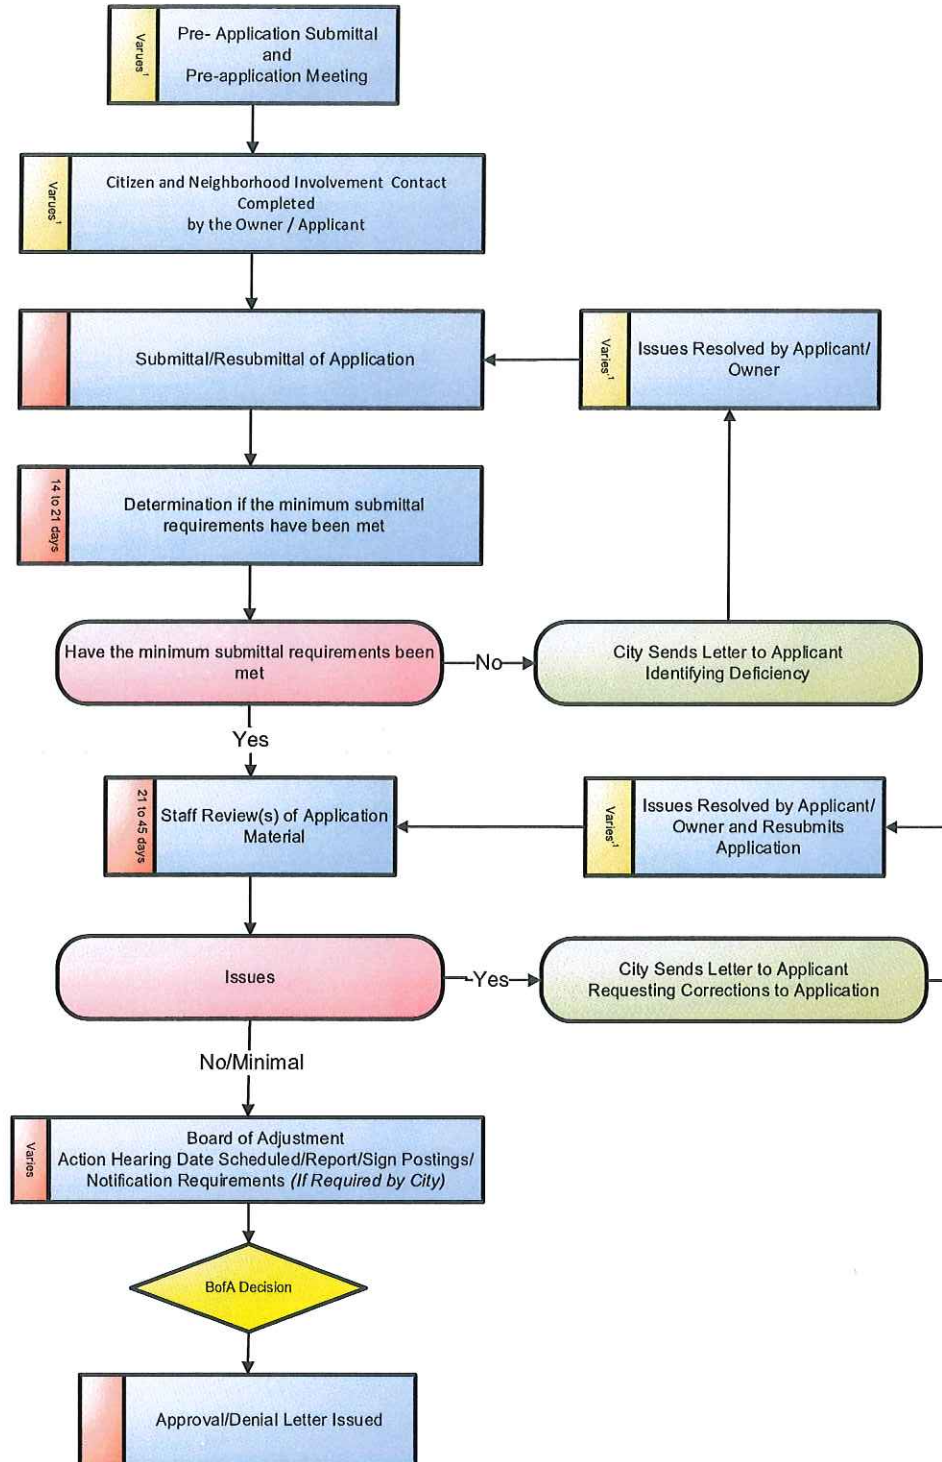 Varues¹
Pre- Application Submittal
and
Pre-application Meeting
Varues¹
Citizen and Neighborhood Involvement Contact
Completed
by the Owner / Applicant
Submittal/Resubmittal of Application
Varies.¹
Issues Resolved by Applicant/
Owner
14 to 21 days
Determination if the minimum submittal
requirements have been met
Have the minimum submittal requirements been
met
No
City Sends Letter to Applicant
Identifying Deficiency
Yes
21 to 45 days
Staff Review(s) of Application
Material
Varies.¹
Issues Resolved by Applicant/
Owner and Resubmits
Application
Issues
Yes
City Sends Letter to Applicant
Requesting Corrections to Application
No/Minimal
Varies
Board of Adjustment
Action Hearing Date Scheduled/Report/Sign Postings/
Notification Requirements (If Required by City)
BofA Decision
Approval/Denial Letter Issued